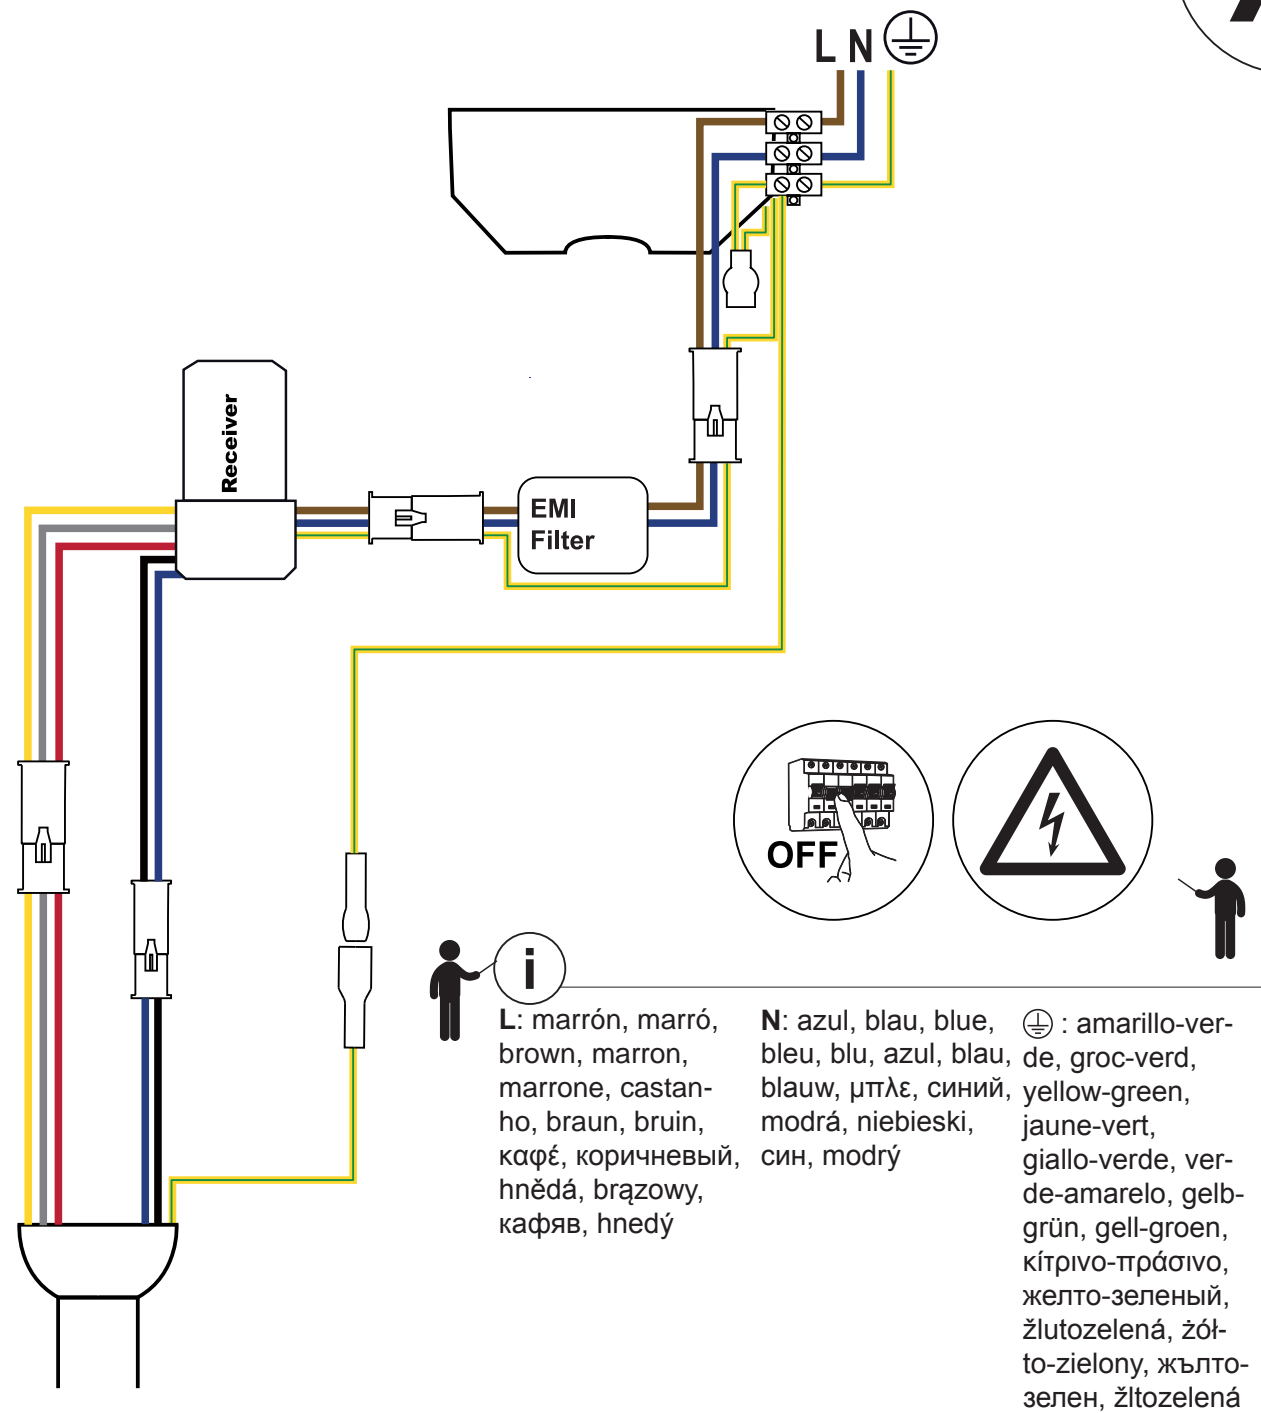 L N
Receiver
EMI
Filter
OFF
i
L: marrón, marró,
brown, marron,
marrone, castan-
ho, braun, bruin,
καφέ, коричневый,
hnědá, brązowy,
кафяв, hnedý
N: azul, blau, blue,
bleu, blu, azul, blau,
blauw, μπλε, синий,
modrá, niebieski,
син, modrý
: amarillo-ver-
de, groc-verd,
yellow-green,
jaune-vert,
giallo-verde, ver-
de-amarelo, gelb-
grün, gell-groen,
κίτρινο-πράσινο,
желто-зеленый,
žlutozelená, żół-
to-zielony, жълто-
зелен, žltozelená